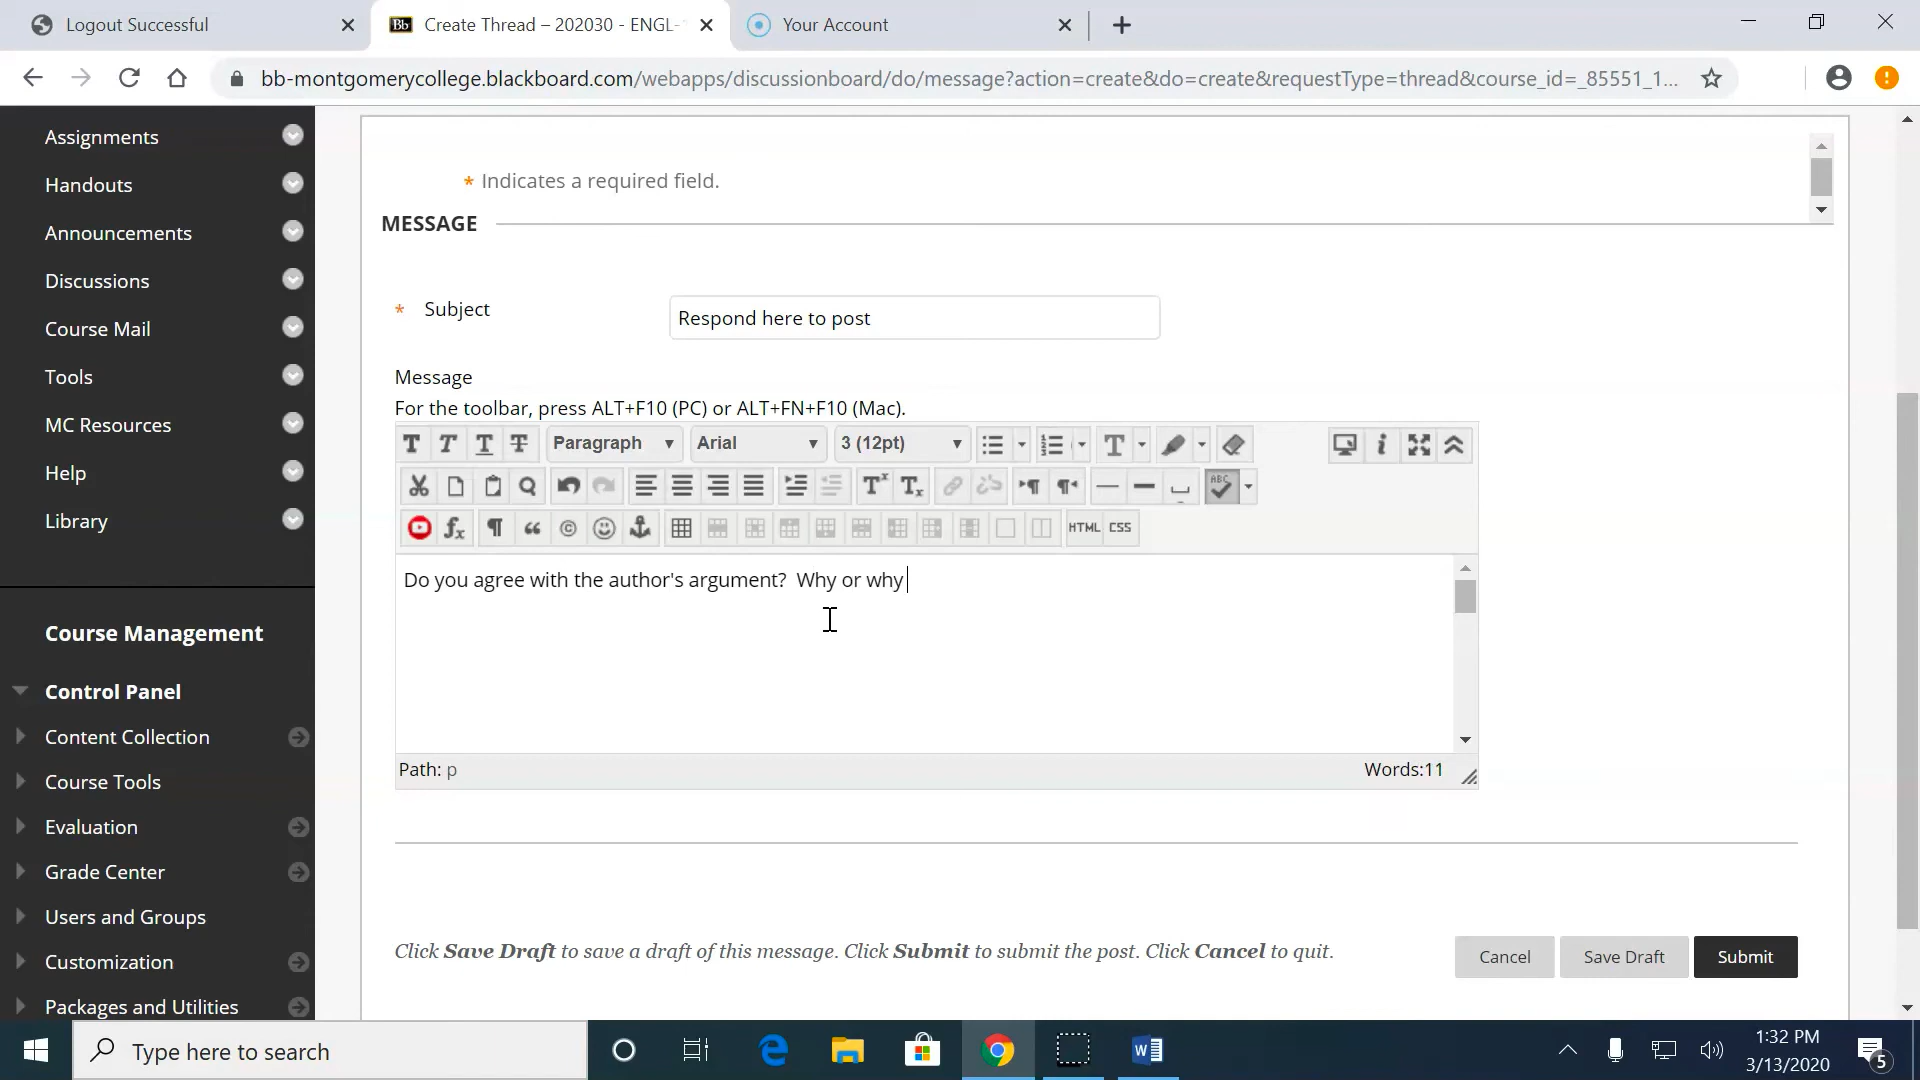 Logout Successful
Create Thread – 202030 - ENGL-
Your Account
bb-montgomerycollege.blackboard.com/webapps/discussionboard/do/message?action=create&do=create&requestType=thread&course_id=_85551_1...
Assignments
Handouts
Announcements
Discussions
Course Mail
Tools
MC Resources
Help
Library
Course Management
Control Panel
Content Collection
Course Tools
Evaluation
Grade Center
Users and Groups
Customization
Packages and Utilities
* Indicates a required field.
MESSAGE
* Subject
Respond here to post
Message
For the toolbar, press ALT+F10 (PC) or ALT+FN+F10 (Mac).
T T T T Paragraph Arial 3 (12pt) T
ABC
HTML CSS
Do you agree with the author's argument?  Why or why
Path: p
Words:11
Click Save Draft to save a draft of this message. Click Submit to submit the post. Click Cancel to quit.
Cancel
Save Draft
Submit
Type here to search
1:32 PM
3/13/2020
5